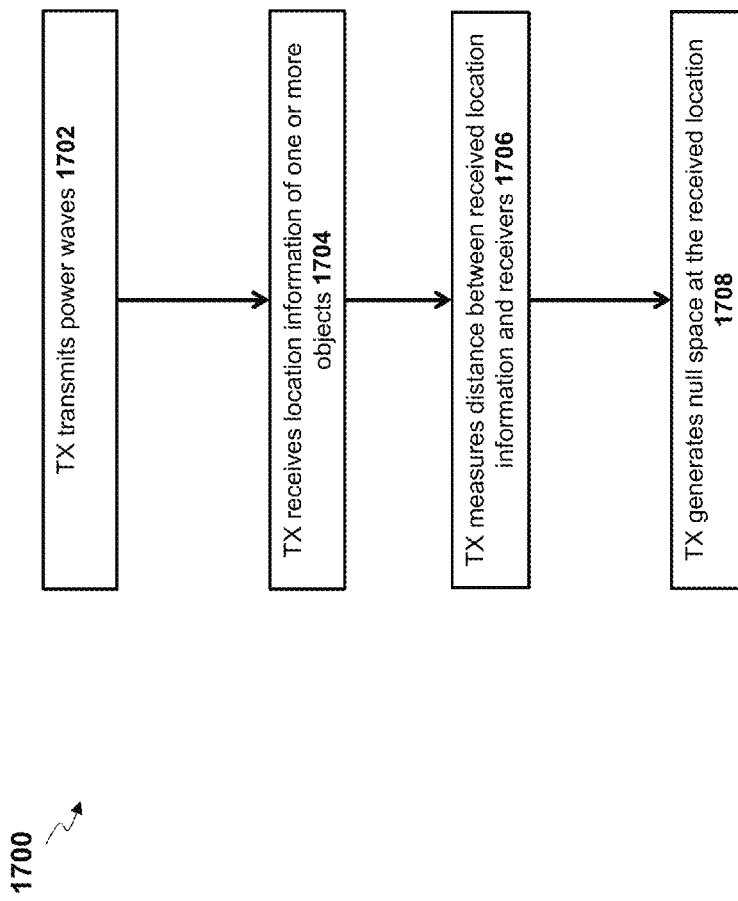 1700
TX transmits power waves 1702
TX receives location information of one or more
objects 1704
TX measures distance between received location
information and receivers 1706
TX generates null space at the received location
1708